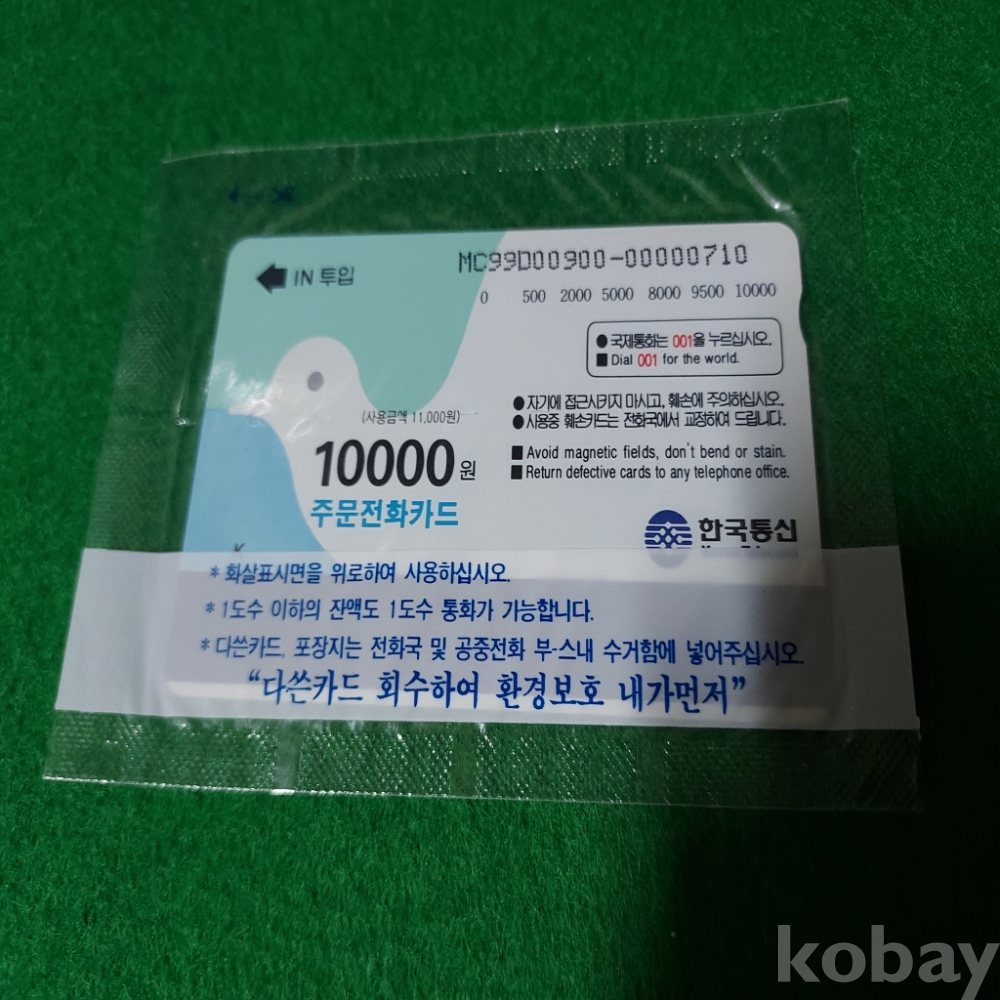 MC99D00900-00000710
IN 투입
0 500 2000 5000 8000 9500 10000
● 국제통화는 001을 누르십시오.
■ Dial 001 for the world.
● 자기에 접근시키지 마시고, 훼손에 주의하십시오.
● 사용중 훼손카드는 전화국에서 교정하여 드립니다.
(사용금액 11,000원)
10000원
■ Avoid magnetic fields, don't bend or stain.
■ Return defective cards to any telephone office.
주문전화카드
한국통신
* 화살표시면을 위로하여 사용하십시오.
* 1도수 이하의 잔액도 1도수 통화가 가능합니다.
* 다쓴카드, 포장지는 전화국 및 공중전화 부-스내 수거함에 넣어주십시오.
“다쓴카드 회수하여 환경보호 내가먼저”
kobay